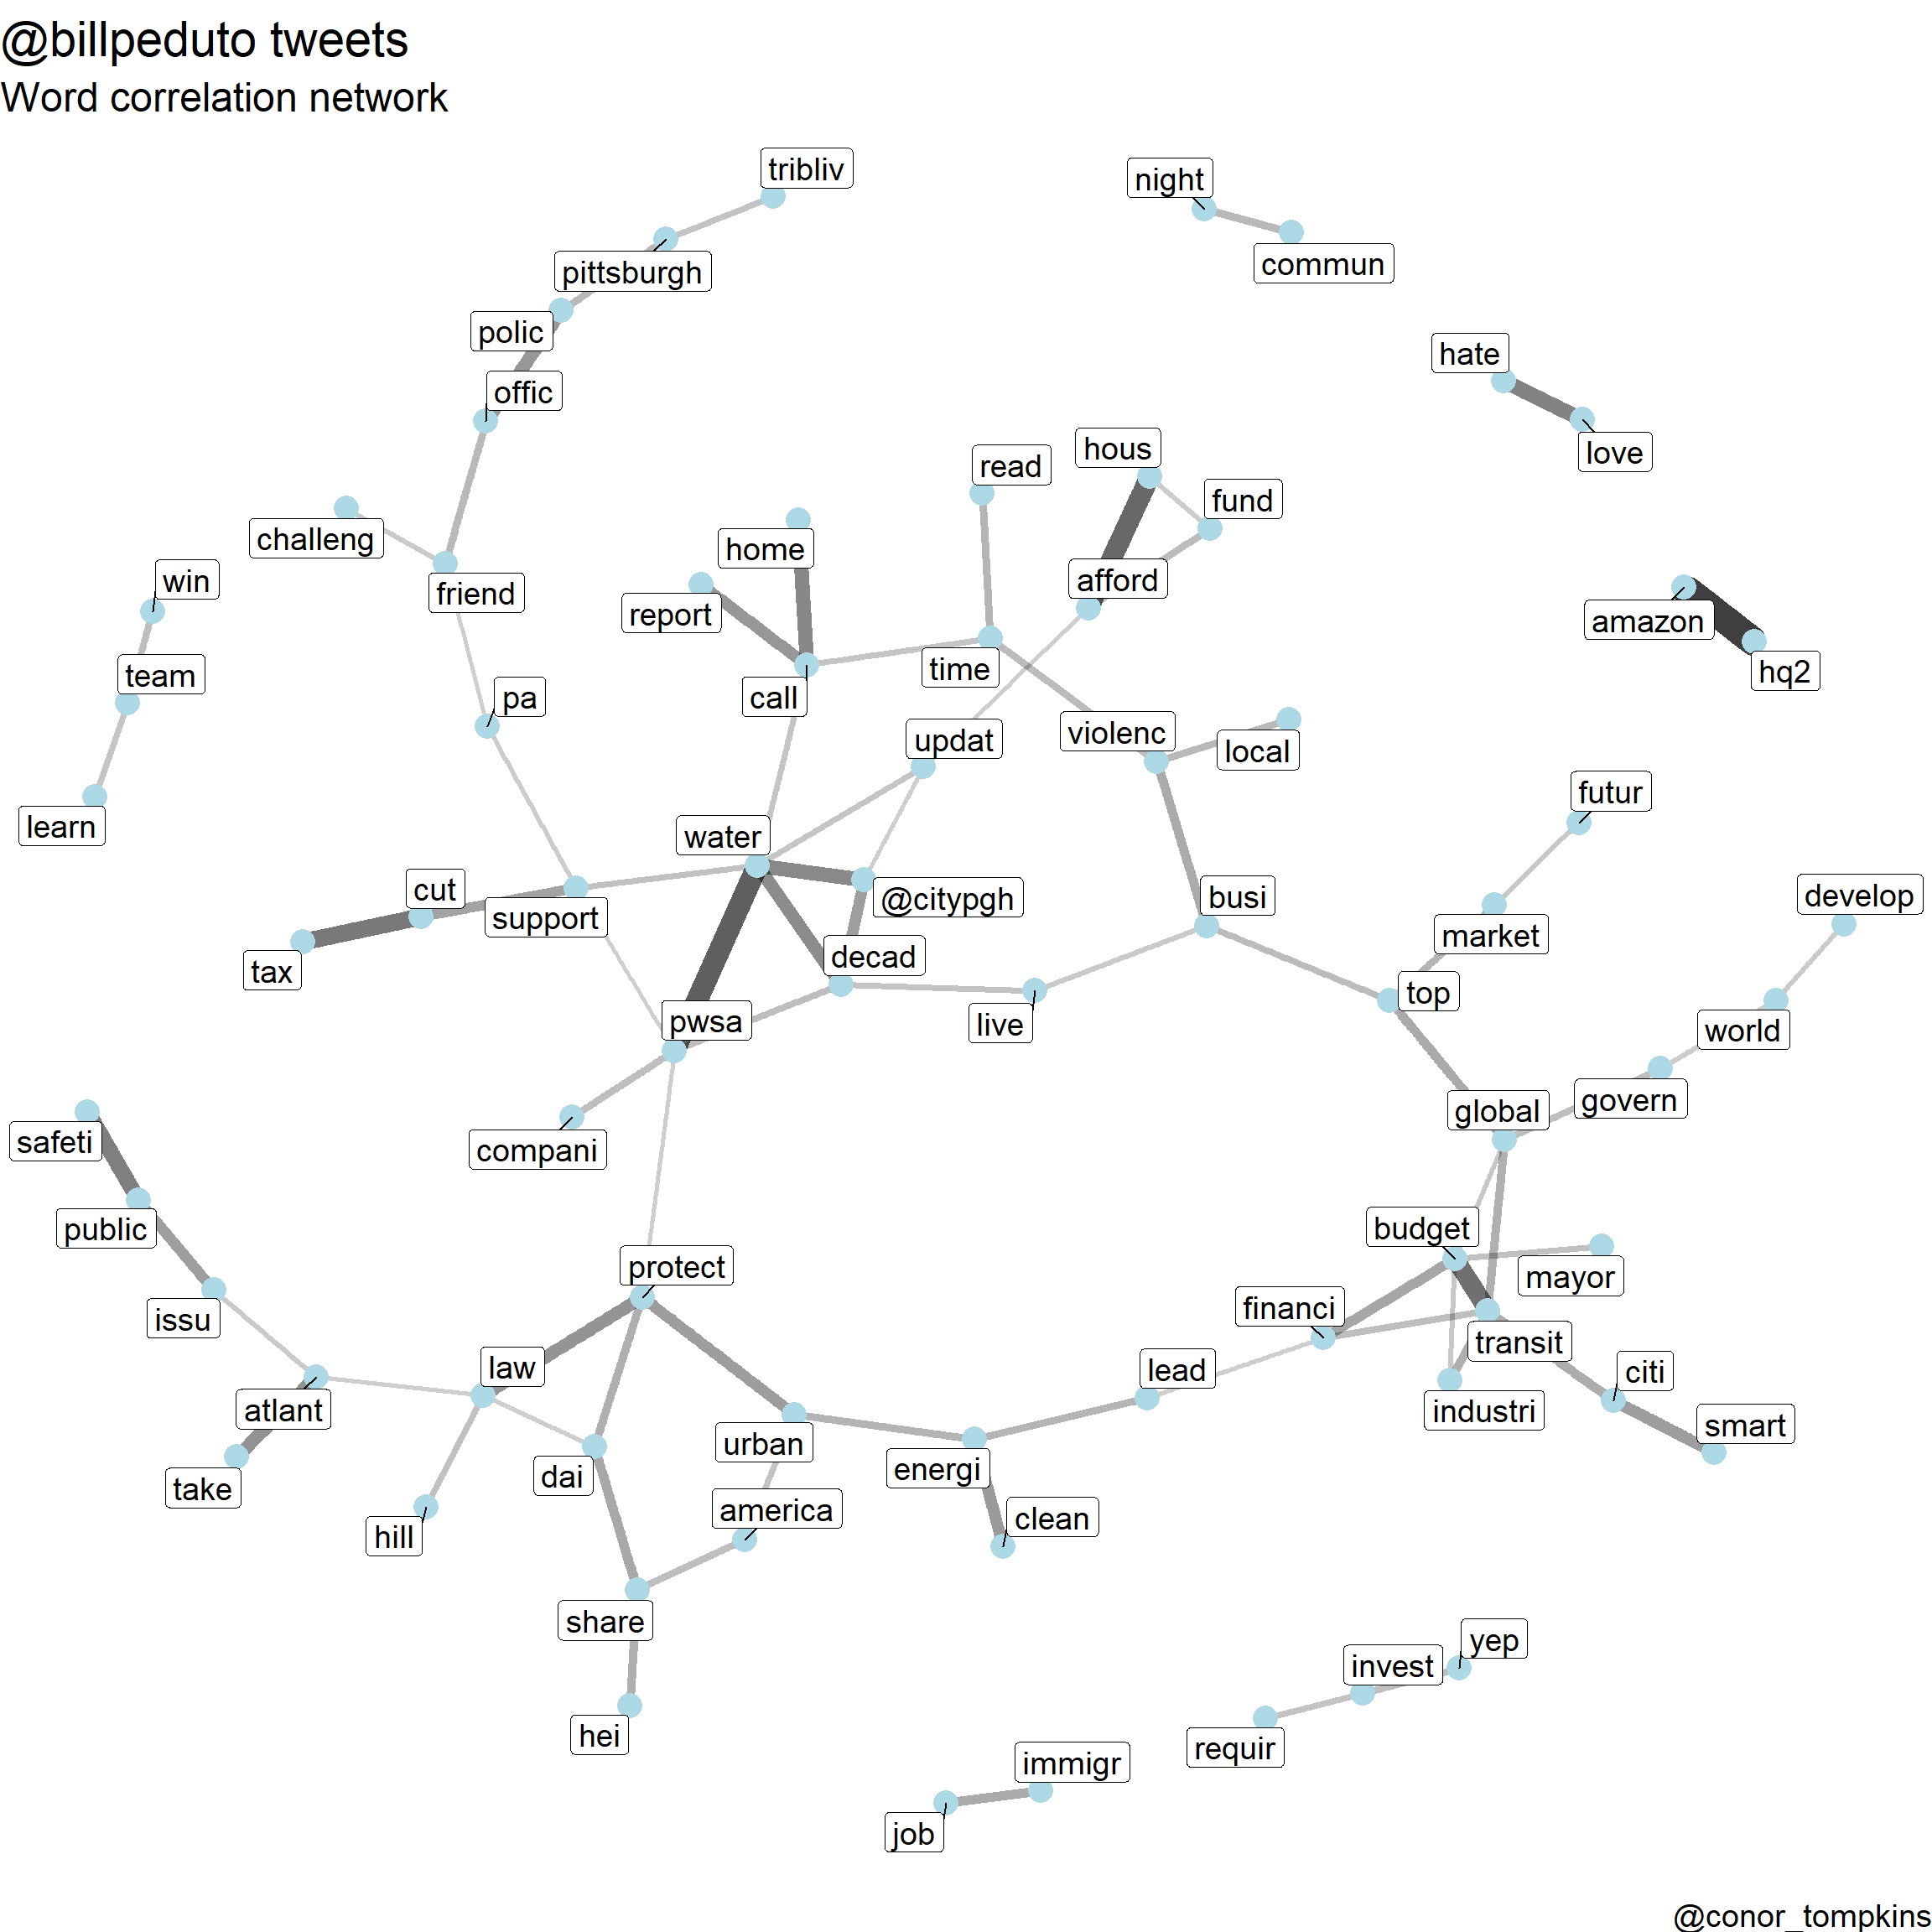 @billpeduto tweets
Word correlation network
tribliv
night
pittsburgh
commun
polic
hate
offic
love
hous
read
fund
challeng
home
win
afford
friend
report
amazon
time
hq2
team
pa
call
violenc
updat
local
futur
learn
water
cut
@citypgh
busi
develop
support
market
decad
tax
top
pwsa
live
world
govern
global
safeti
compani
public
budget
protect
mayor
financi
issu
transit
law
lead
citi
atlant
industri
smart
urban
energi
dai
take
america
clean
hill
share
yep
invest
hei
requir
immigr
job
@conor_tompkins